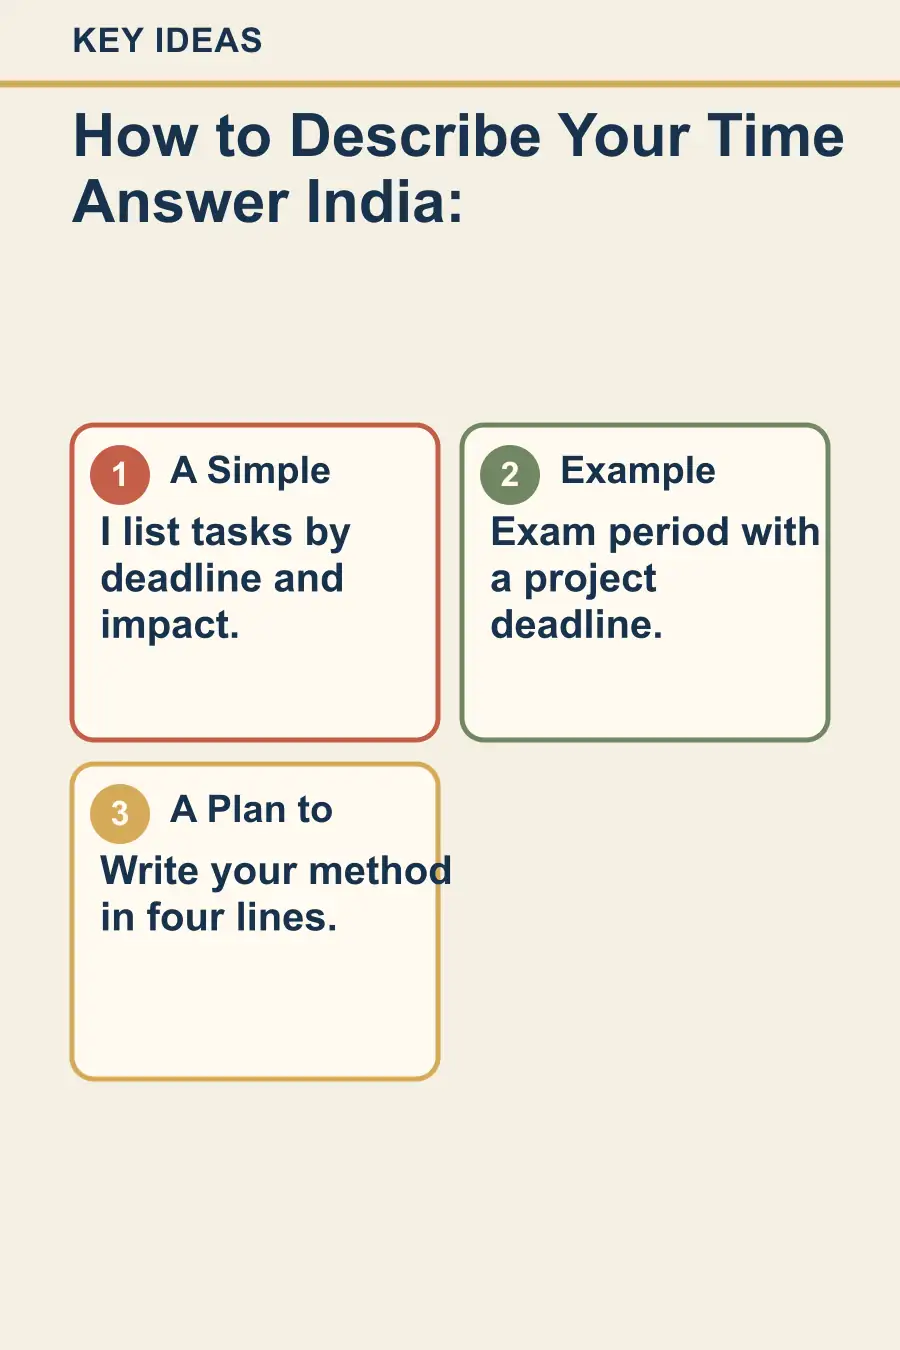 KEY IDEAS
How to Describe Your Time
Answer India:
1 A Simple
I list tasks by
deadline and
impact.
2 Example
Exam period with
a project
deadline.
3 A Plan to
Write your method
in four lines.